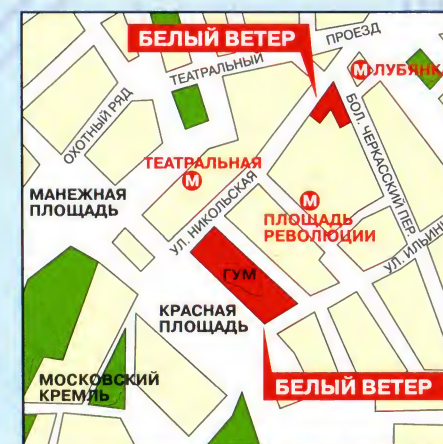 БЕЛЫЙ ВЕТЕР
ПРОЕЗД
ТЕАТРАЛЬНЫЙ
М ЛУБЯНКА
ОХОТНЫЙ РЯД
БОЛ. ЧЕРКАССКИЙ ПЕР.
ТЕАТРАЛЬНАЯ
М
МАНЕЖНАЯ
ПЛОЩАДЬ
УЛ. НИКОЛЬСКАЯ
М
ПЛОЩАДЬ
РЕВОЛЮЦИИ
УЛ. ИЛЬИН
ГУМ
КРАСНАЯ
ПЛОЩАДЬ
МОСКОВСКИЙ
КРЕМЛЬ
БЕЛЫЙ ВЕТЕР